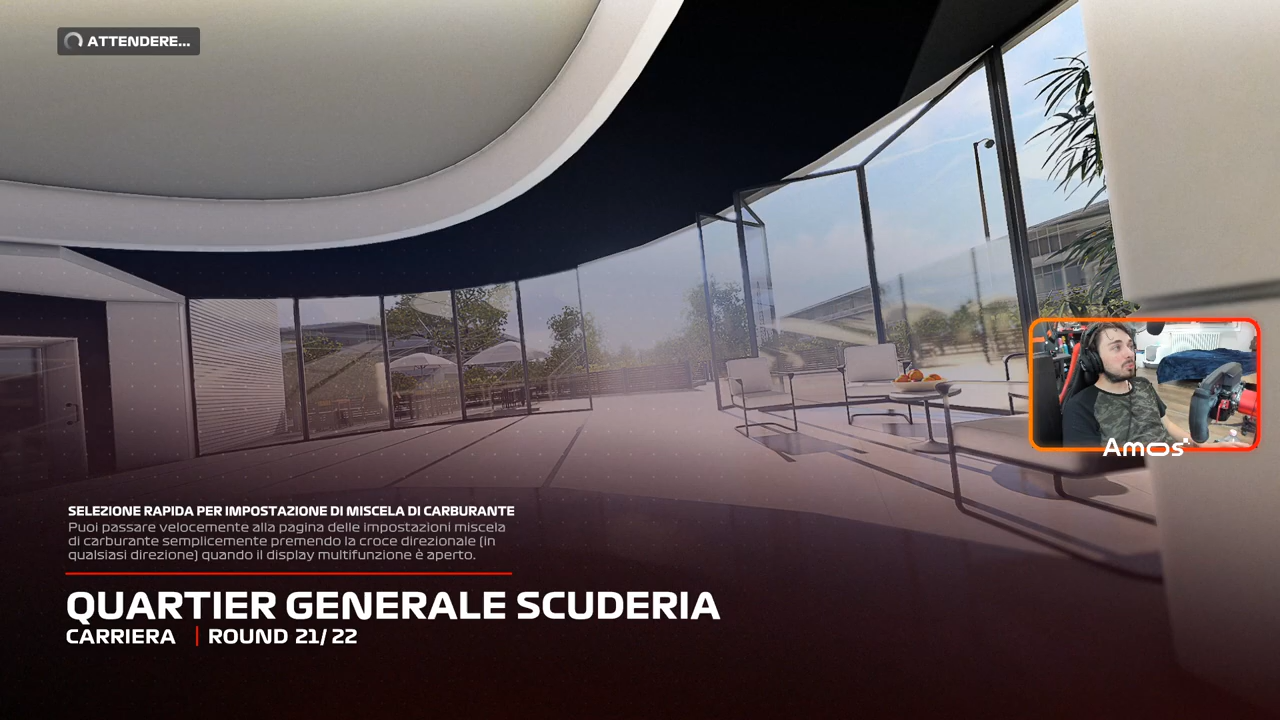 ATTENDERE...
Amos
SELEZIONE RAPIDA PER IMPOSTAZIONE DI MISCELA DI CARBURANTE
Puoi passare velocemente alla pagina delle impostazioni miscela
di carburante semplicemente premendo la croce direzionale (in
qualsiasi direzione) quando il display multifunzione è aperto.
QUARTIER GENERALE SCUDERIA
CARRIERA | ROUND 21/22